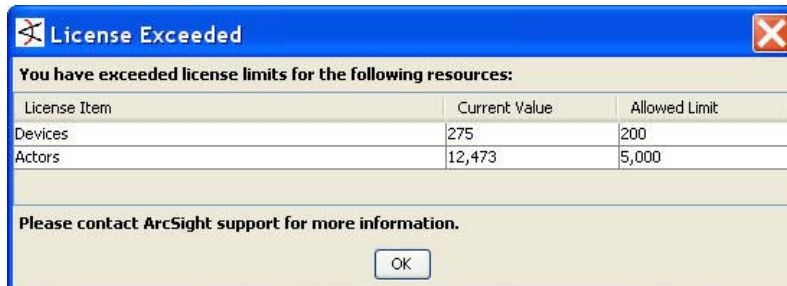 License Exceeded
You have exceeded license limits for the following resources:
License Item Current Value Allowed Limit
Devices 275 200
Actors 12,473 5,000
Please contact ArcSight support for more information.
OK